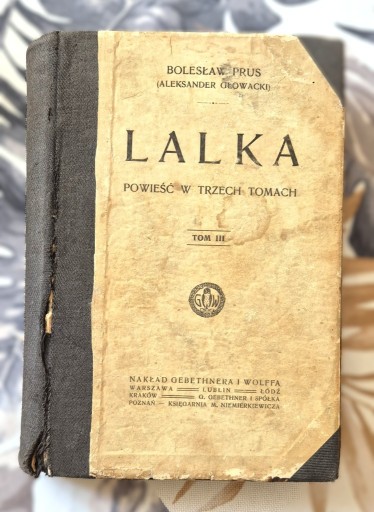 BOLESŁAW PRUS
(ALEKSANDER GŁOWACKI)
LALKA
POWIEŚĆ W TRZECH TOMACH
TOM III
GW
NAKŁAD GEBETHNERA I WOLFFA
WARSZAWA LUBLIN ŁÓDŹ
KRAKÓW G. GEBETHNER I SPÓŁKA
POZNAŃ — KSIĘGARNIA M. NIEMIERKIEWICZA